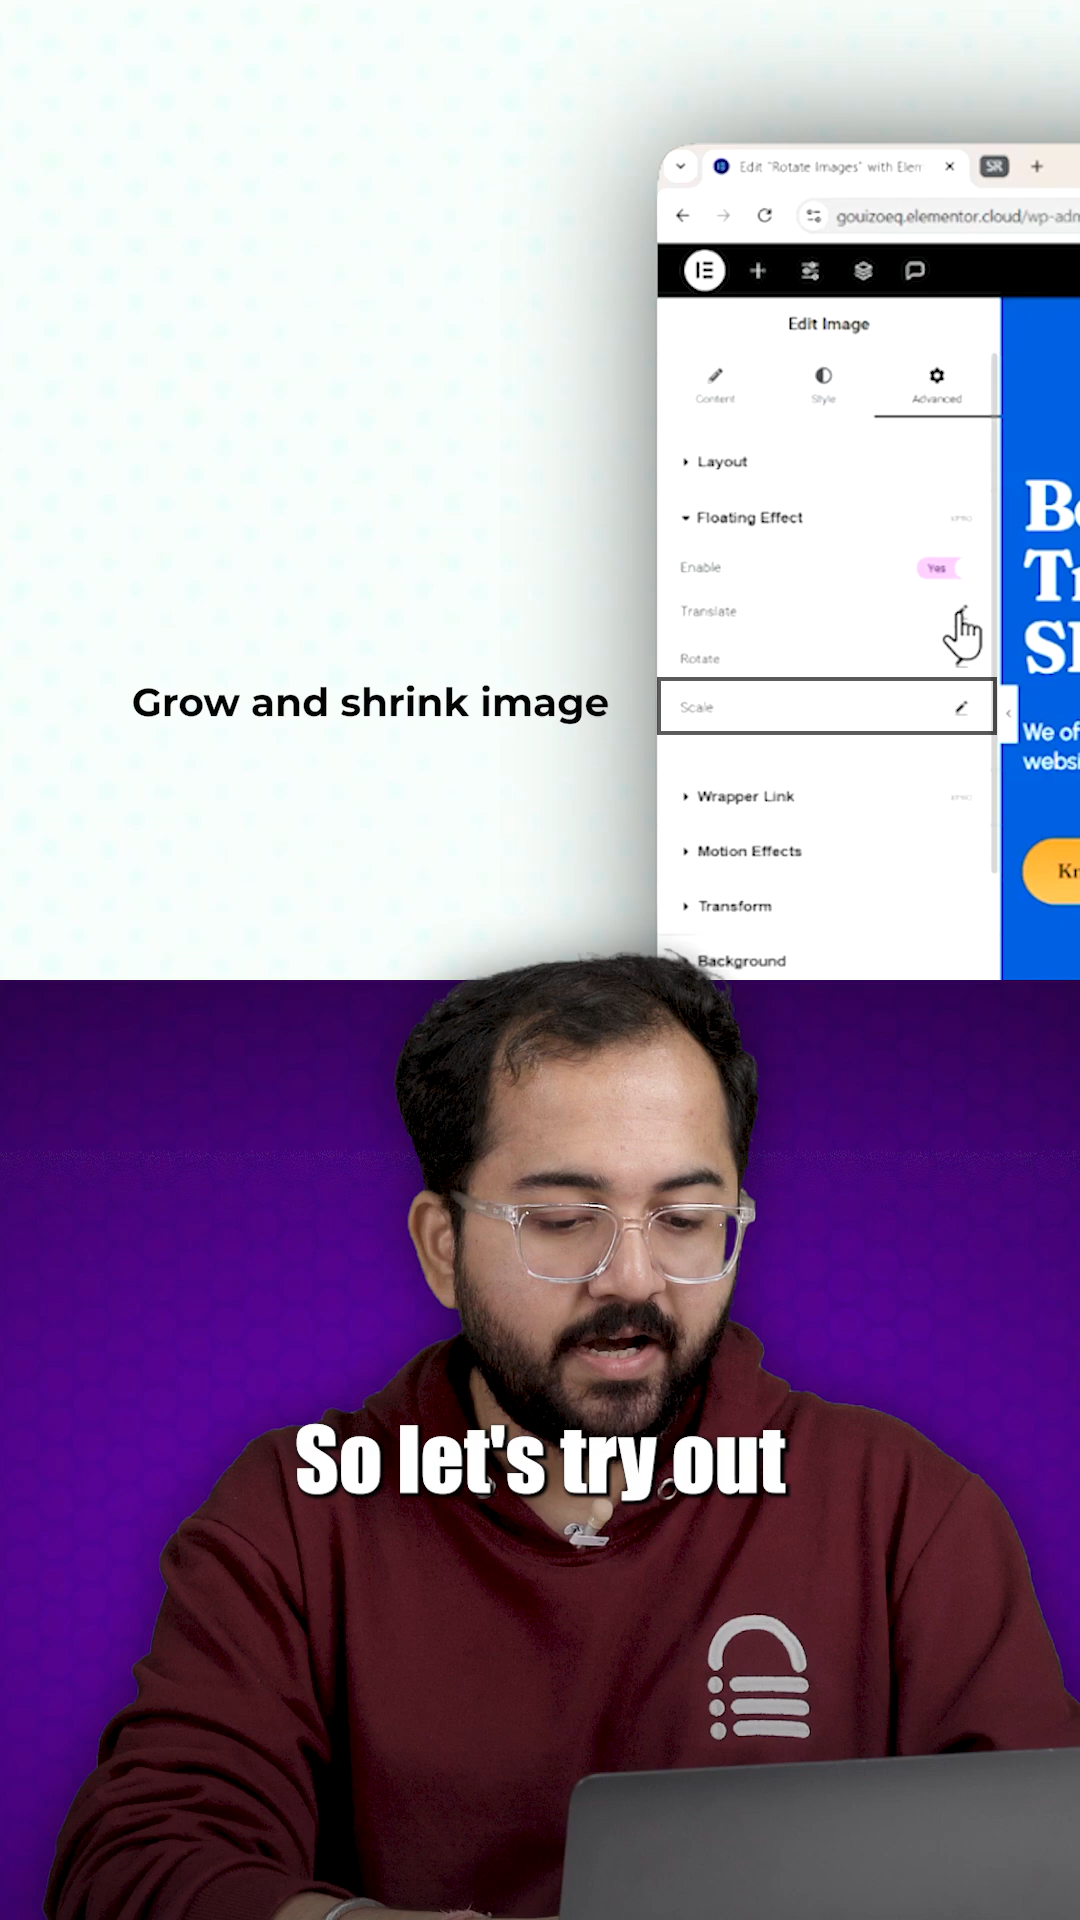 Edit "Rotate Images" with Elem
SR
gouizoeq.elementor.cloud/wp-adm
Edit Image
Content
Style
Advanced
Layout
Floating Effect
Enable
Yes
Translate
Rotate
Grow and shrink image
Scale
We of
websi
Wrapper Link
Motion Effects
Transform
Background
So let's try out